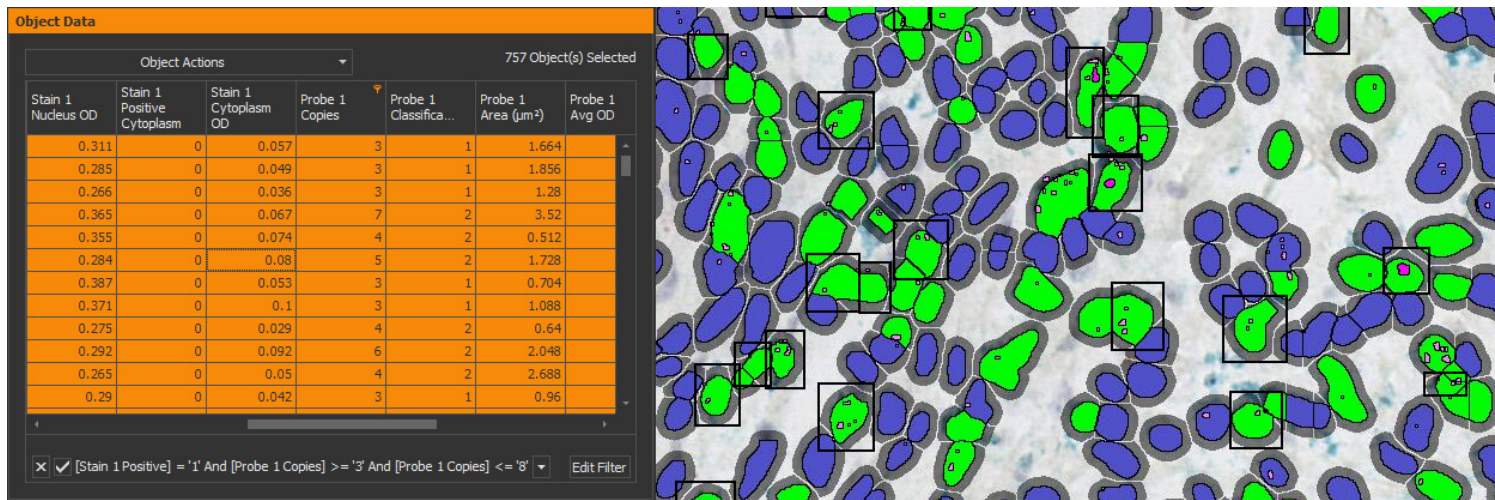 Object Data
Object Actions
757 Object(s) Selected
Stain 1 Nucleus OD Stain 1 Positive Cytoplasm Stain 1 Cytoplasm OD Probe 1 Copies Probe 1 Classifica... Probe 1 Area (µm²) Probe 1 Avg OD
0.311 0 0.057 3 1 1.664
0.285 0 0.049 3 1 1.856
0.266 0 0.036 3 1 1.28
0.365 0 0.067 7 2 3.52
0.355 0 0.074 4 2 0.512
0.284 0 0.08 5 2 1.728
0.387 0 0.053 3 1 0.704
0.371 0 0.1 3 1 1.088
0.275 0 0.029 4 2 0.64
0.292 0 0.092 6 2 2.048
0.265 0 0.05 4 2 2.688
0.29 0 0.042 3 1 0.96
[Stain 1 Positive] = '1' And [Probe 1 Copies] >= '3' And [Probe 1 Copies] <= '8' Edit Filter